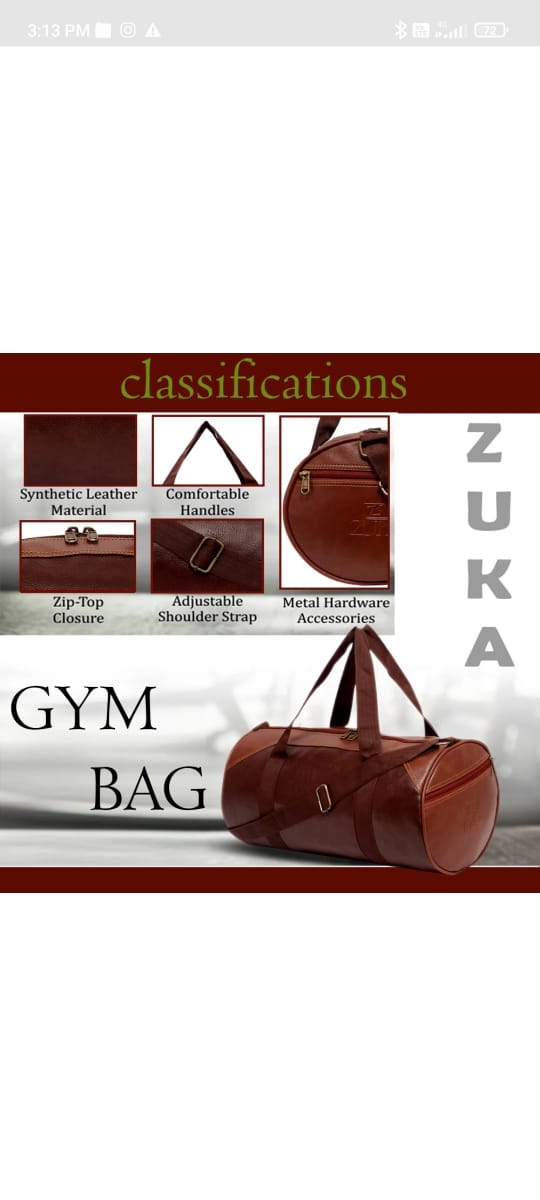 3:13 PM
4G
72
classifications
Synthetic Leather
Material
Comfortable
Handles
Zip-Top
Closure
Adjustable
Shoulder Strap
Metal Hardware
Accessories
Z
U
K
A
GYM
BAG